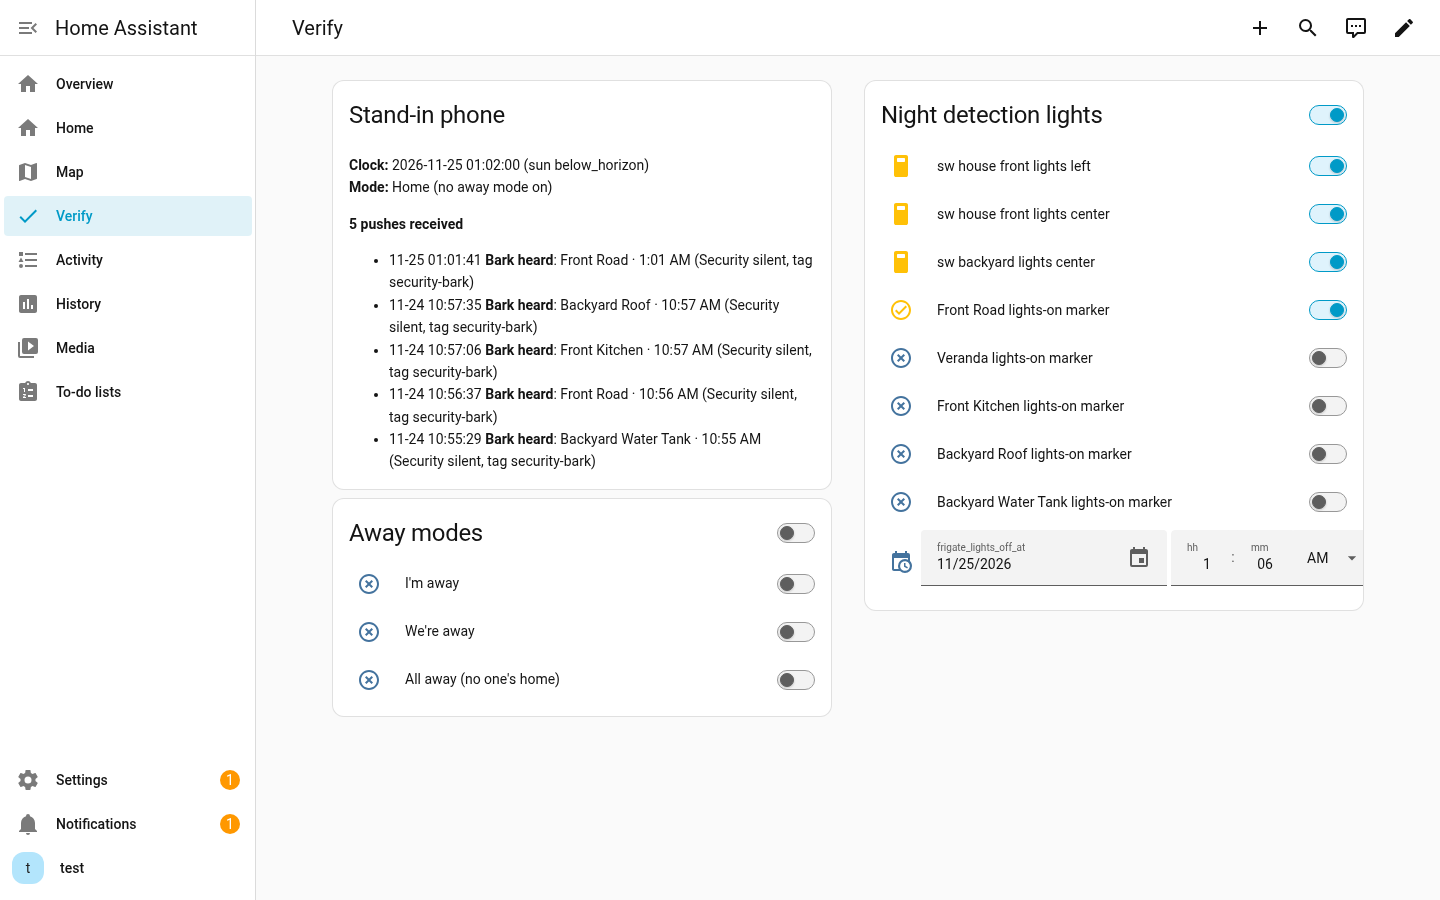 Home Assistant
Verify
Overview
Home
Map
Verify
Activity
History
Media
To-do lists
Settings
1
Notifications
1
t
test
Stand-in phone
Clock: 2026-11-25 01:02:00 (sun below_horizon)
Mode: Home (no away mode on)
5 pushes received
• 11-25 01:01:41 Bark heard: Front Road · 1:01 AM (Security silent, tag
security-bark)
• 11-24 10:57:35 Bark heard: Backyard Roof · 10:57 AM (Security
silent, tag security-bark)
• 11-24 10:57:06 Bark heard: Front Kitchen · 10:57 AM (Security silent,
tag security-bark)
• 11-24 10:56:37 Bark heard: Front Road · 10:56 AM (Security silent,
tag security-bark)
• 11-24 10:55:29 Bark heard: Backyard Water Tank · 10:55 AM
(Security silent, tag security-bark)
Away modes
I'm away
We're away
All away (no one's home)
Night detection lights
sw house front lights left
sw house front lights center
sw backyard lights center
Front Road lights-on marker
Veranda lights-on marker
Front Kitchen lights-on marker
Backyard Roof lights-on marker
Backyard Water Tank lights-on marker
frigate_lights_off_at
11/25/2026
hh
1
:
mm
06
AM